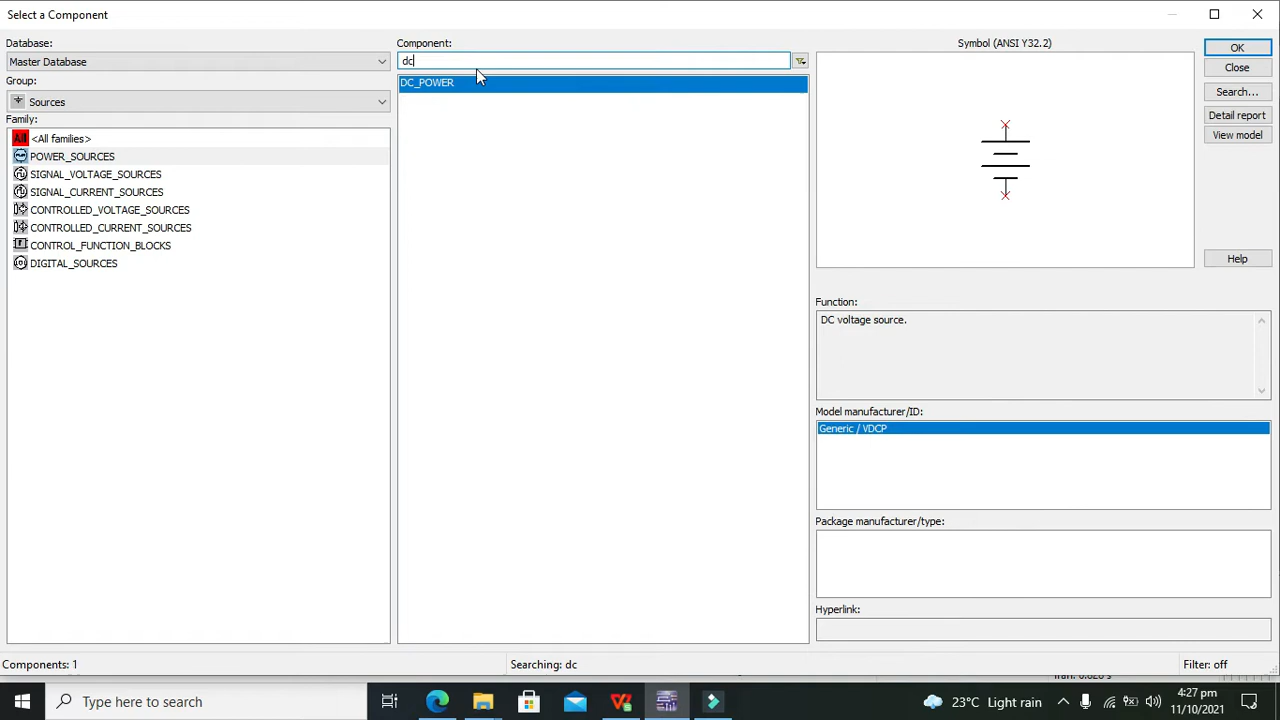 Select a Component
Database:
Master Database
Group:
Sources
Family:
All <All families>
POWER_SOURCES
SIGNAL_VOLTAGE_SOURCES
SIGNAL_CURRENT_SOURCES
CONTROLLED_VOLTAGE_SOURCES
CONTROLLED_CURRENT_SOURCES
CONTROL_FUNCTION_BLOCKS
DIGITAL_SOURCES
Component:
dc
DC_POWER
Symbol (ANSI Y32.2)
OK
Close
Search...
Detail report
View model
Help
Function:
DC voltage source.
Model manufacturer/ID:
Generic / VDCP
Package manufacturer/type:
Hyperlink:
Components: 1
Searching: dc
Filter: off
Type here to search
23°C Light rain
4:27 pm
11/10/2021